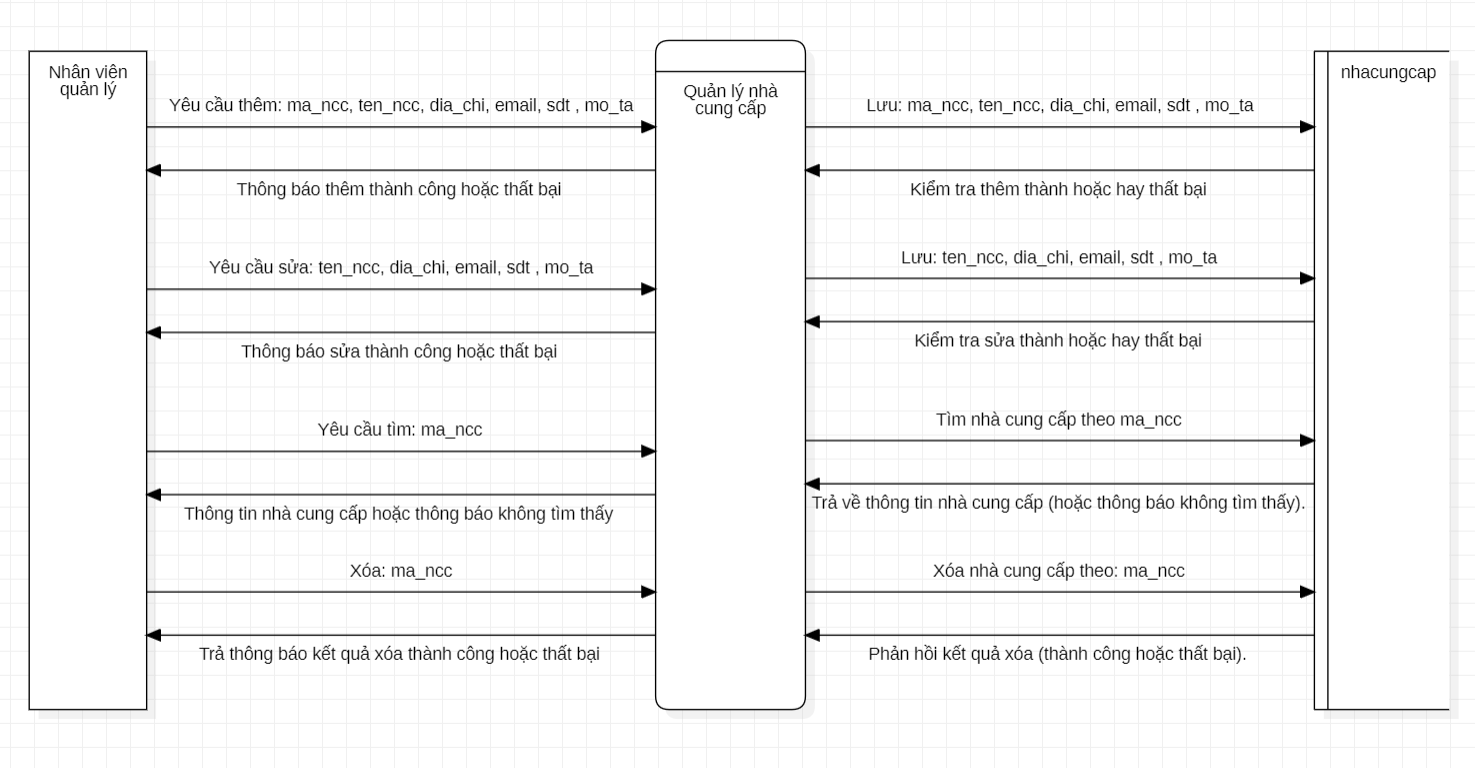 Nhân viên
quản lý
Quản lý nhà
cung cấp
nhacungcap
Yêu cầu thêm: ma_ncc, ten_ncc, dia_chi, email, sdt , mo_ta
Lưu: ma_ncc, ten_ncc, dia_chi, email, sdt , mo_ta
Thông báo thêm thành công hoặc thất bại
Kiểm tra thêm thành hoặc hay thất bại
Yêu cầu sửa: ten_ncc, dia_chi, email, sdt , mo_ta
Lưu: ten_ncc, dia_chi, email, sdt , mo_ta
Thông báo sửa thành công hoặc thất bại
Kiểm tra sửa thành hoặc hay thất bại
Yêu cầu tìm: ma_ncc
Tìm nhà cung cấp theo ma_ncc
Thông tin nhà cung cấp hoặc thông báo không tìm thấy
Trả về thông tin nhà cung cấp (hoặc thông báo không tìm thấy).
Xóa: ma_ncc
Xóa nhà cung cấp theo: ma_ncc
Trả thông báo kết quả xóa thành công hoặc thất bại
Phản hồi kết quả xóa (thành công hoặc thất bại).